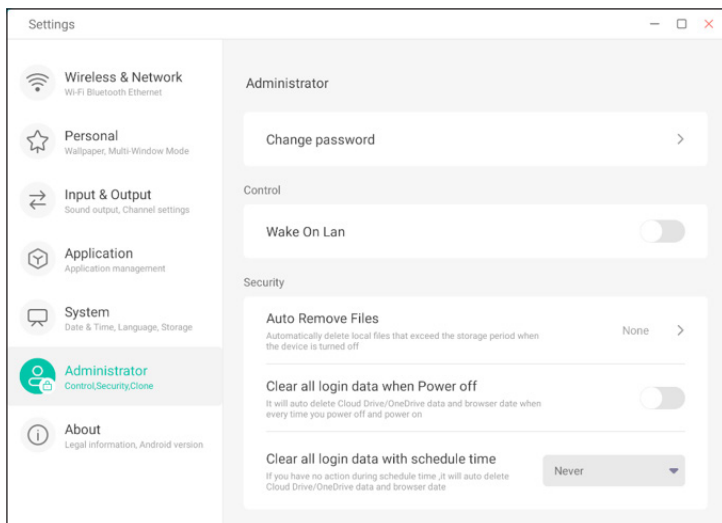 Settings
Wireless & Network
Wi-Fi Bluetooth Ethernet
Personal
Wallpaper, Multi-Window Mode
Input & Output
Sound output, Channel settings
Application
Application management
System
Date & Time, Language, Storage
Administrator
Control,Security,Clone
About
Legal information, Android version
Administrator
Change password
Control
Wake On Lan
Security
Auto Remove Files
Automatically delete local files that exceed the storage period when
the device is turned off
None
Clear all login data when Power off
It will auto delete Cloud Drive/OneDrive data and browser date when
every time you power off and power on
Clear all login data with schedule time
If you have no action during schedule time ,it will auto delete
Cloud Drive/OneDrive data and browser date
Never